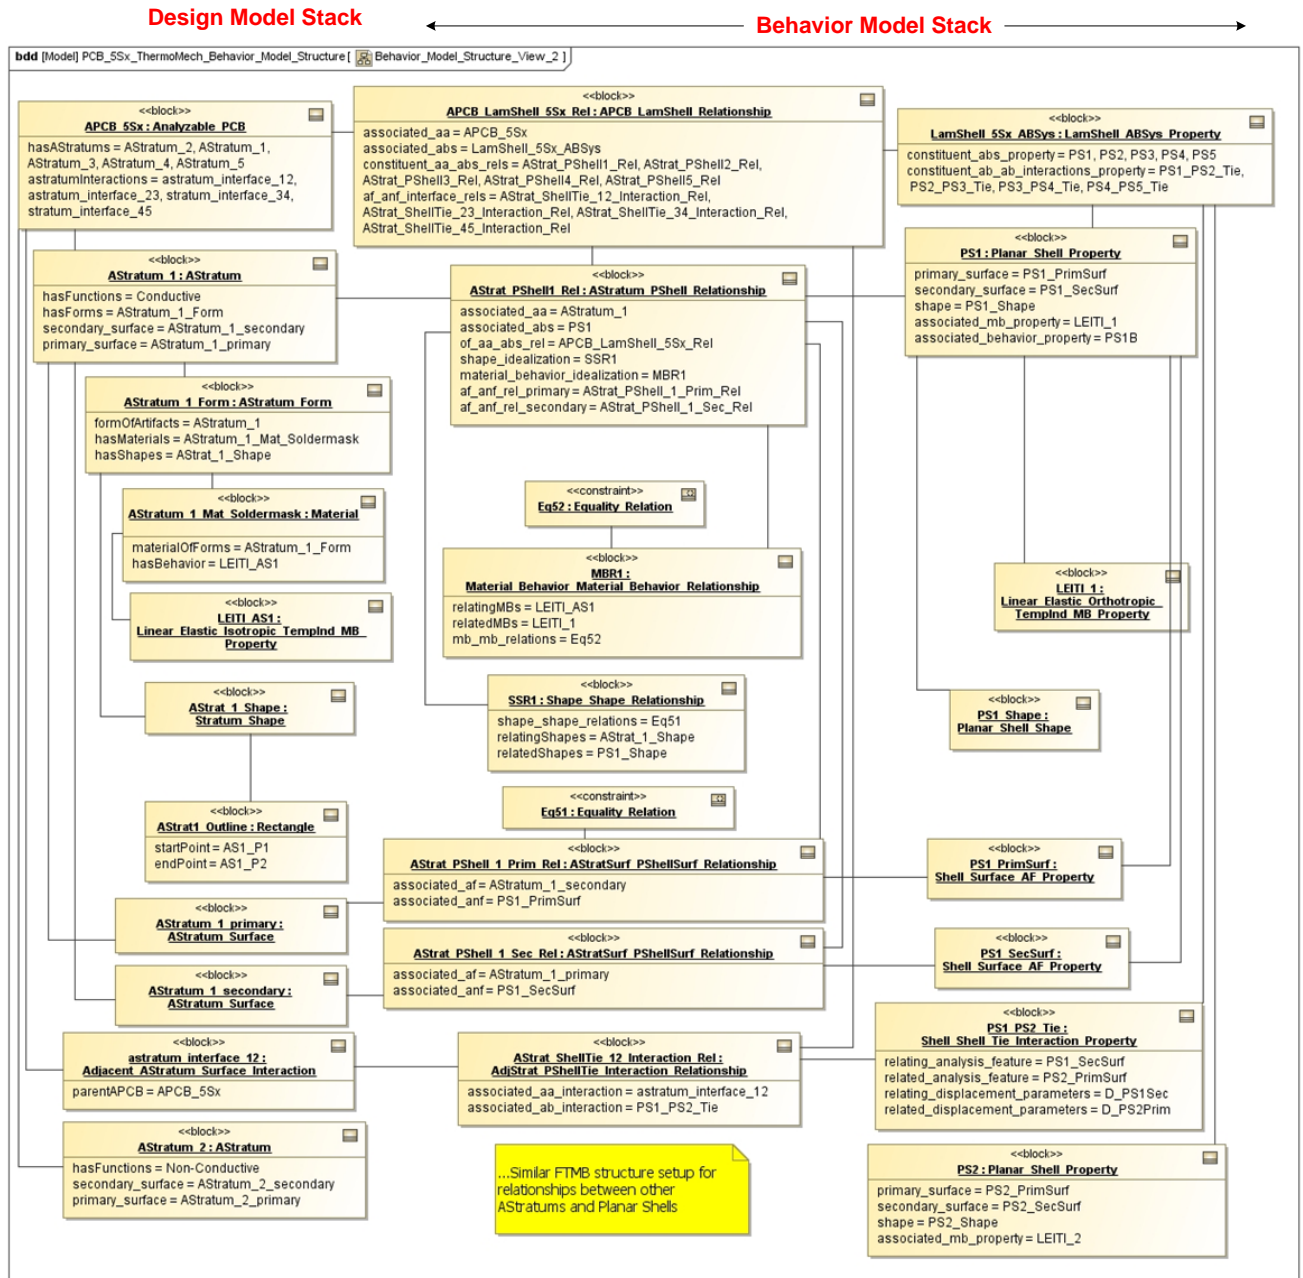 Design Model Stack
Behavior Model Stack
bdd [Model] PCB_5Sx_ThermoMech_Behavior_Model_Structure [ Behavior_Model_Structure_View_2 ]
<<block>>
APCB_5Sx : Analyzable_PCB
hasAStratums = AStratum_2, AStratum_1,
AStratum_3, AStratum_4, AStratum_5
astratumInteractions = astratum_interface_12,
astratum_interface_23, stratum_interface_34,
stratum_interface_45
<<block>>
APCB_LamShell_5Sx_Rel : APCB_LamShell_Relationship
associated_aa = APCB_5Sx
associated_abs = LamShell_5Sx_ABSys
constituent_aa_abs_rels = AStrat_PShell1_Rel, AStrat_PShell2_Rel,
AStrat_PShell3_Rel, AStrat_PShell4_Rel, AStrat_PShell5_Rel
af_anf_interface_rels = AStrat_ShellTie_12_Interaction_Rel,
AStrat_ShellTie_23_Interaction_Rel, AStrat_ShellTie_34_Interaction_Rel,
AStrat_ShellTie_45_Interaction_Rel
<<block>>
LamShell_5Sx_ABSys : LamShell_ABSys_Property
constituent_abs_property = PS1, PS2, PS3, PS4, PS5
constituent_ab_ab_interactions_property = PS1_PS2_Tie,
PS2_PS3_Tie, PS3_PS4_Tie, PS4_PS5_Tie
<<block>>
AStratum_1 : AStratum
hasFunctions = Conductive
hasForms = AStratum_1_Form
secondary_surface = AStratum_1_secondary
primary_surface = AStratum_1_primary
<<block>>
AStrat_PShell1_Rel : AStratum_PShell_Relationship
associated_aa = AStratum_1
associated_abs = PS1
of_aa_abs_rel = APCB_LamShell_5Sx_Rel
shape_idealization = SSR1
material_behavior_idealization = MBR1
af_anf_rel_primary = AStrat_PShell_1_Prim_Rel
af_anf_rel_secondary = AStrat_PShell_1_Sec_Rel
<<block>>
PS1 : Planar_Shell_Property
primary_surface = PS1_PrimSurf
secondary_surface = PS1_SecSurf
shape = PS1_Shape
associated_mb_property = LEITI_1
associated_behavior_property = PS1B
<<block>>
AStratum_1_Form : AStratum_Form
formOfArtifacts = AStratum_1
hasMaterials = AStratum_1_Mat_Soldermask
hasShapes = AStrat_1_Shape
<<block>>
AStratum_1_Mat_Soldermask : Material
materialOfForms = AStratum_1_Form
hasBehavior = LEITI_AS1
<<constraint>>
Eq52 : Equality_Relation
<<block>>
MBR1 :
Material_Behavior_Material_Behavior_Relationship
relatingMBs = LEITI_AS1
relatedMBs = LEITI_1
mb_mb_relations = Eq52
<<block>>
LEITI_1 :
Linear_Elastic_Orthotropic_
TempInd_MB_Property
<<block>>
LEITI_AS1 :
Linear_Elastic_Isotropic_TempInd_MB_
Property
<<block>>
AStrat_1_Shape :
Stratum_Shape
<<block>>
SSR1 : Shape_Shape_Relationship
shape_shape_relations = Eq51
relatingShapes = AStrat_1_Shape
relatedShapes = PS1_Shape
<<block>>
PS1_Shape :
Planar_Shell_Shape
<<constraint>>
Eq51 : Equality_Relation
<<block>>
AStrat1_Outline : Rectangle
startPoint = AS1_P1
endPoint = AS1_P2
<<block>>
AStrat_PShell_1_Prim_Rel : AStratSurf_PShellSurf_Relationship
associated_af = AStratum_1_secondary
associated_anf = PS1_PrimSurf
<<block>>
PS1_PrimSurf :
Shell_Surface_AF_Property
<<block>>
AStratum_1_primary :
AStratum_Surface
<<block>>
AStrat_PShell_1_Sec_Rel : AStratSurf_PShellSurf_Relationship
associated_af = AStratum_1_primary
associated_anf = PS1_SecSurf
<<block>>
PS1_SecSurf :
Shell_Surface_AF_Property
<<block>>
AStratum_1_secondary :
AStratum_Surface
<<block>>
astratum_interface_12 :
Adjacent_AStratum_Surface_Interaction
parentAPCB = APCB_5Sx
<<block>>
AStrat_ShellTie_12_Interaction_Rel :
AdjStrat_PShellTie_Interaction_Relationship
associated_aa_interaction = astratum_interface_12
associated_ab_interaction = PS1_PS2_Tie
<<block>>
PS1_PS2_Tie :
Shell_Shell_Tie_Interaction_Property
relating_analysis_feature = PS1_SecSurf
related_analysis_feature = PS2_PrimSurf
relating_displacement_parameters = D_PS1Sec
related_displacement_parameters = D_PS2Prim
<<block>>
AStratum_2 : AStratum
hasFunctions = Non-Conductive
secondary_surface = AStratum_2_secondary
primary_surface = AStratum_2_primary
...Similar FTMB structure setup for
relationships between other
AStratums and Planar Shells
<<block>>
PS2 : Planar_Shell_Property
primary_surface = PS2_PrimSurf
secondary_surface = PS2_SecSurf
shape = PS2_Shape
associated_mb_property = LEITI_2